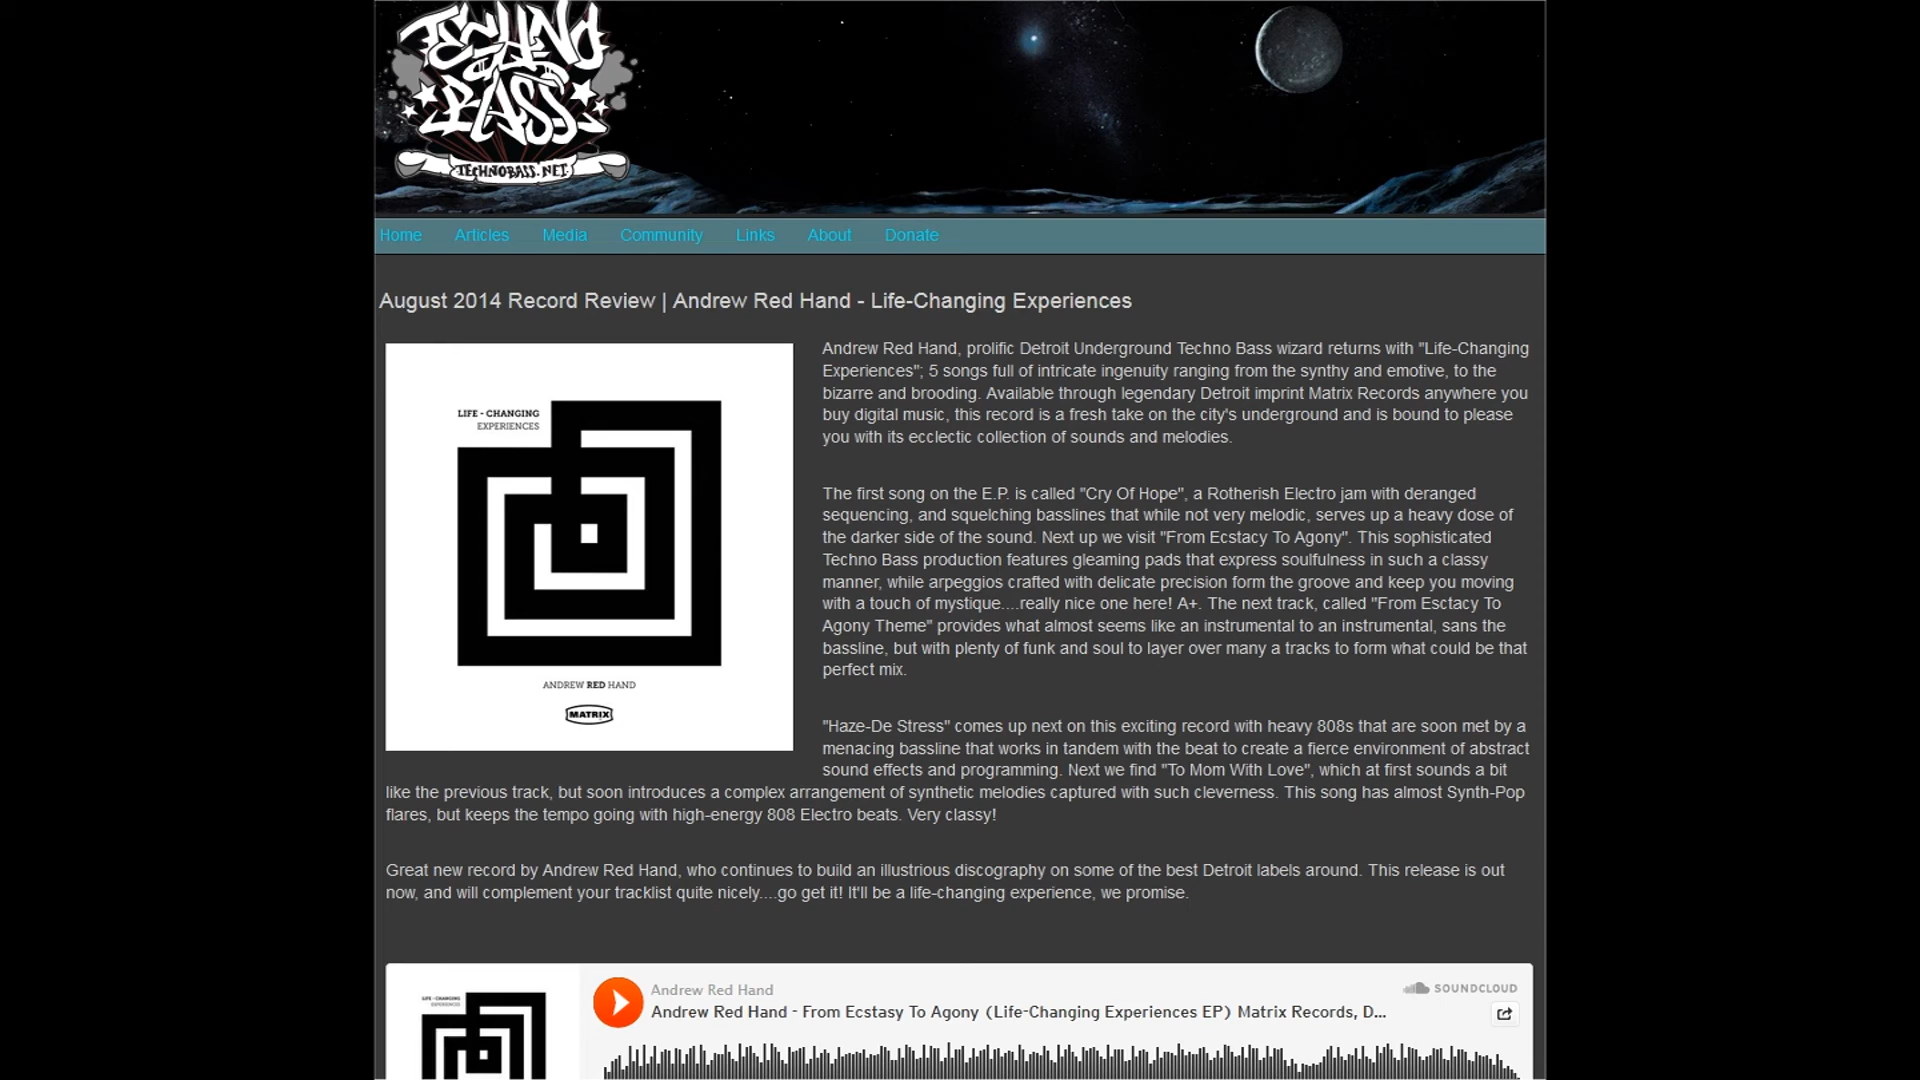 TECHNO
BASS
TECHNOBASS.NET
Home Articles Media Community Links About Donate
August 2014 Record Review | Andrew Red Hand - Life-Changing Experiences
LIFE - CHANGING
EXPERIENCES
ANDREW RED HAND
MATRIX
Andrew Red Hand, prolific Detroit Underground Techno Bass wizard returns with "Life-Changing
Experiences"; 5 songs full of intricate ingenuity ranging from the synthy and emotive, to the
bizarre and brooding. Available through legendary Detroit imprint Matrix Records anywhere you
buy digital music, this record is a fresh take on the city's underground and is bound to please
you with its ecclectic collection of sounds and melodies.
The first song on the E.P. is called "Cry Of Hope", a Rotherish Electro jam with deranged
sequencing, and squelching basslines that while not very melodic, serves up a heavy dose of
the darker side of the sound. Next up we visit "From Ecstacy To Agony". This sophisticated
Techno Bass production features gleaming pads that express soulfulness in such a classy
manner, while arpeggios crafted with delicate precision form the groove and keep you moving
with a touch of mystique....really nice one here! A+. The next track, called "From Esctacy To
Agony Theme" provides what almost seems like an instrumental to an instrumental, sans the
bassline, but with plenty of funk and soul to layer over many a tracks to form what could be that
perfect mix.
"Haze-De Stress" comes up next on this exciting record with heavy 808s that are soon met by a
menacing bassline that works in tandem with the beat to create a fierce environment of abstract
sound effects and programming. Next we find "To Mom With Love", which at first sounds a bit
like the previous track, but soon introduces a complex arrangement of synthetic melodies captured with such cleverness. This song has almost Synth-Pop
flares, but keeps the tempo going with high-energy 808 Electro beats. Very classy!
Great new record by Andrew Red Hand, who continues to build an illustrious discography on some of the best Detroit labels around. This release is out
now, and will complement your tracklist quite nicely....go get it! It'll be a life-changing experience, we promise.
LIFE - CHANGING
EXPERIENCES
Andrew Red Hand
SOUNDCLOUD
Andrew Red Hand - From Ecstasy To Agony (Life-Changing Experiences EP) Matrix Records, D...